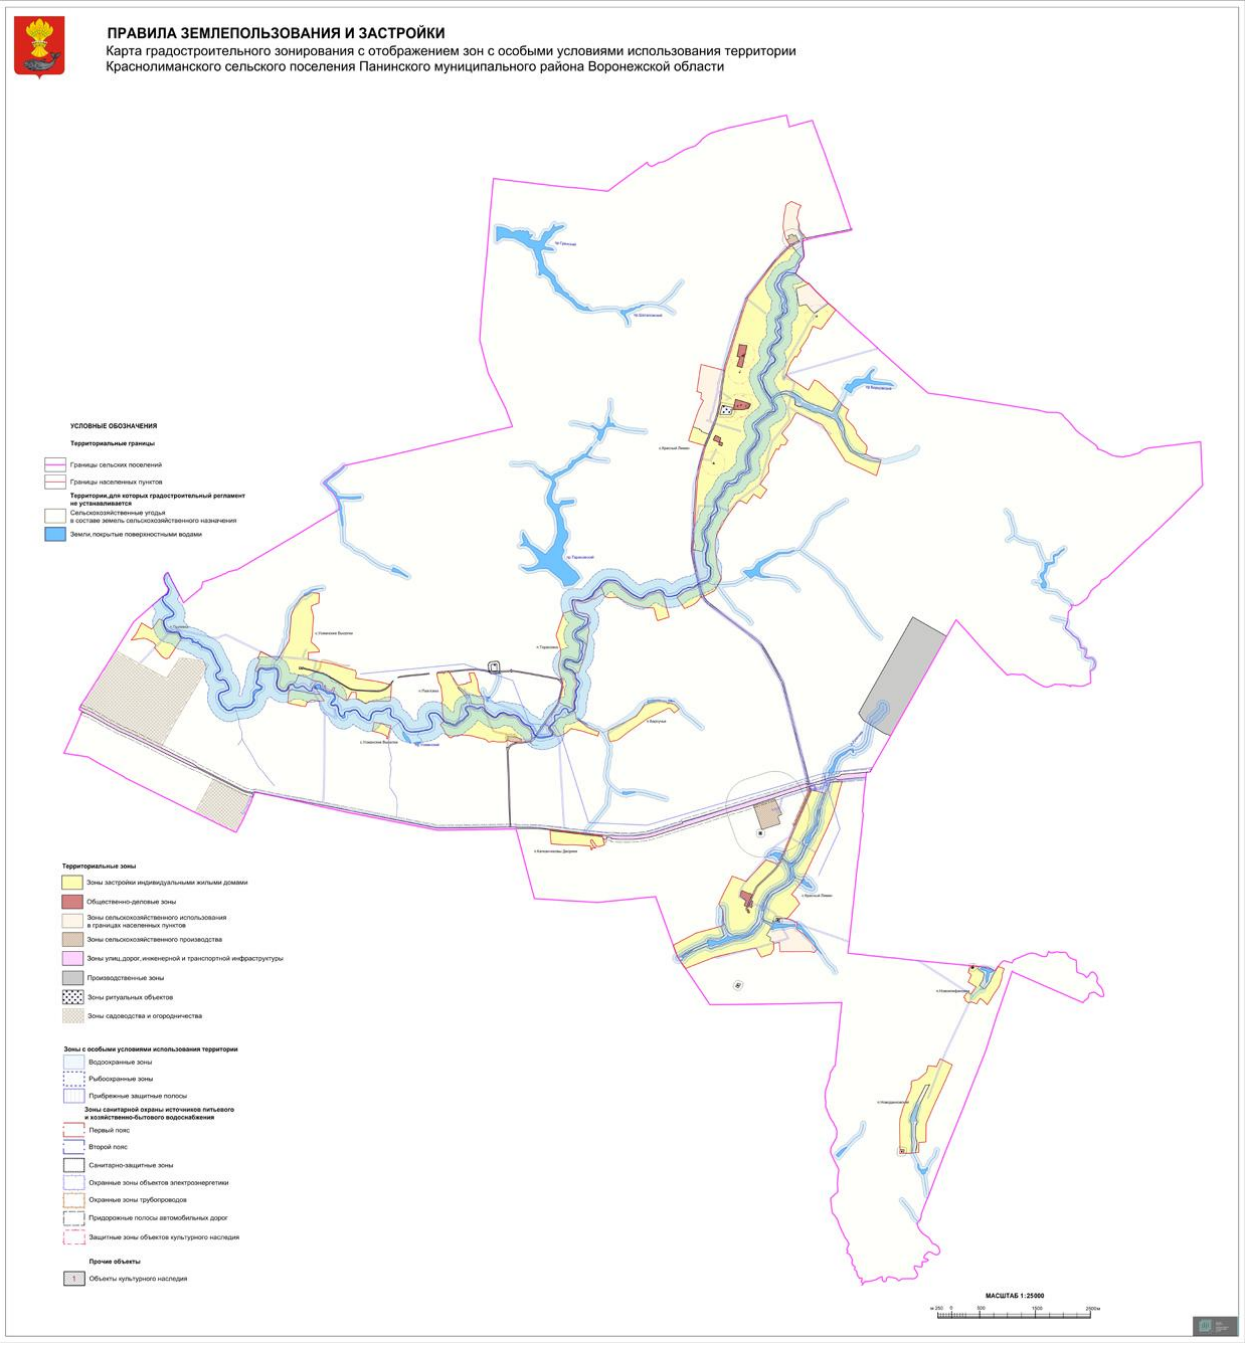 ПРАВИЛА ЗЕМЛЕПОЛЬЗОВАНИЯ И ЗАСТРОЙКИ
Карта градостроительного зонирования с отображением зон с особыми условиями использования территории
Краснолиманского сельского поселения Панинского муниципального района Воронежской области
УСЛОВНЫЕ ОБОЗНАЧЕНИЯ
Территориальные границы
Границы сельских поселений
Границы населенных пунктов
Территории, для которых градостроительный регламент
не устанавливается
Сельскохозяйственные угодья
в составе земель сельскохозяйственного назначения
Земли, покрытые поверхностными водами
Территориальные зоны
Зоны застройки индивидуальными жилыми домами
Общественно-деловые зоны
Зоны сельскохозяйственного использования
в границах населенных пунктов
Зоны сельскохозяйственного производства
Зоны улиц, дорог, инженерной и транспортной инфраструктуры
Производственные зоны
Зоны ритуальных объектов
Зоны садоводства и огородничества
Зоны с особыми условиями использования территории
Водоохранные зоны
Рыбоохранные зоны
Прибрежные защитные полосы
Зоны санитарной охраны источников питьевого
и хозяйственно-бытового водоснабжения
Первый пояс
Второй пояс
Санитарно-защитные зоны
Охранные зоны объектов электроэнергетики
Охранные зоны трубопроводов
Придорожные полосы автомобильных дорог
Защитные зоны объектов культурного наследия
Прочие объекты
1 Объекты культурного наследия
МАСШТАБ 1:25000
м 250 0 500 1500 2500м